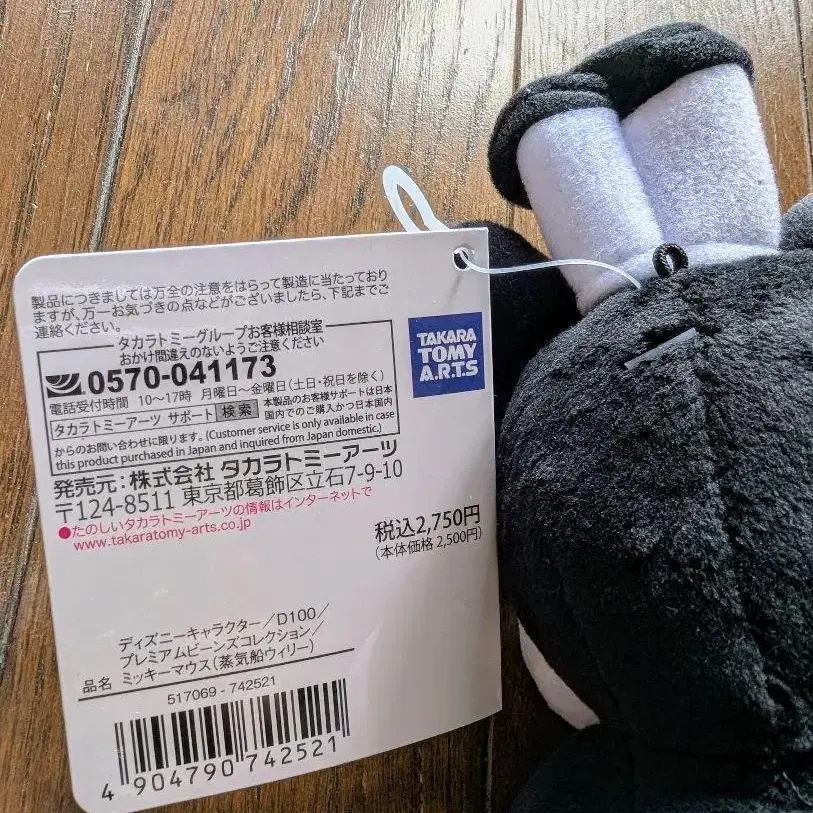 製品につきましては万全の注意をはらって製造に当たっており
ますが、万一お気づきの点などがございましたら、下記までご
連絡ください。
タカラトミーグループお客様相談室
おかけ間違えのないようご注意ください
0570-041173
電話受付時間 10〜17時 月曜日〜金曜日(土日・祝日を除く)
タカラトミーアーツ サポート 検索 本製品のお客様サポートは日本
国内でのご購入かつ日本国内
からのお問い合わせに限ります。(Customer service is only available in case
this product purchased in Japan and inquired from Japan domestic.)
発売元:株式会社 タカラトミーアーツ
〒124-8511 東京都葛飾区立石7-9-10
●たのしいタカラトミーアーツの情報はインターネットで
www.takaratomy-arts.co.jp
TAKARA
TOMY
A.R.T.S
税込2,750円
(本体価格 2,500円)
ディズニーキャラクター/D100/
プレミアムビーンズコレクション/
品名 ミッキーマウス(蒸気船ウィリー)
517069-742521
4 904790 742521